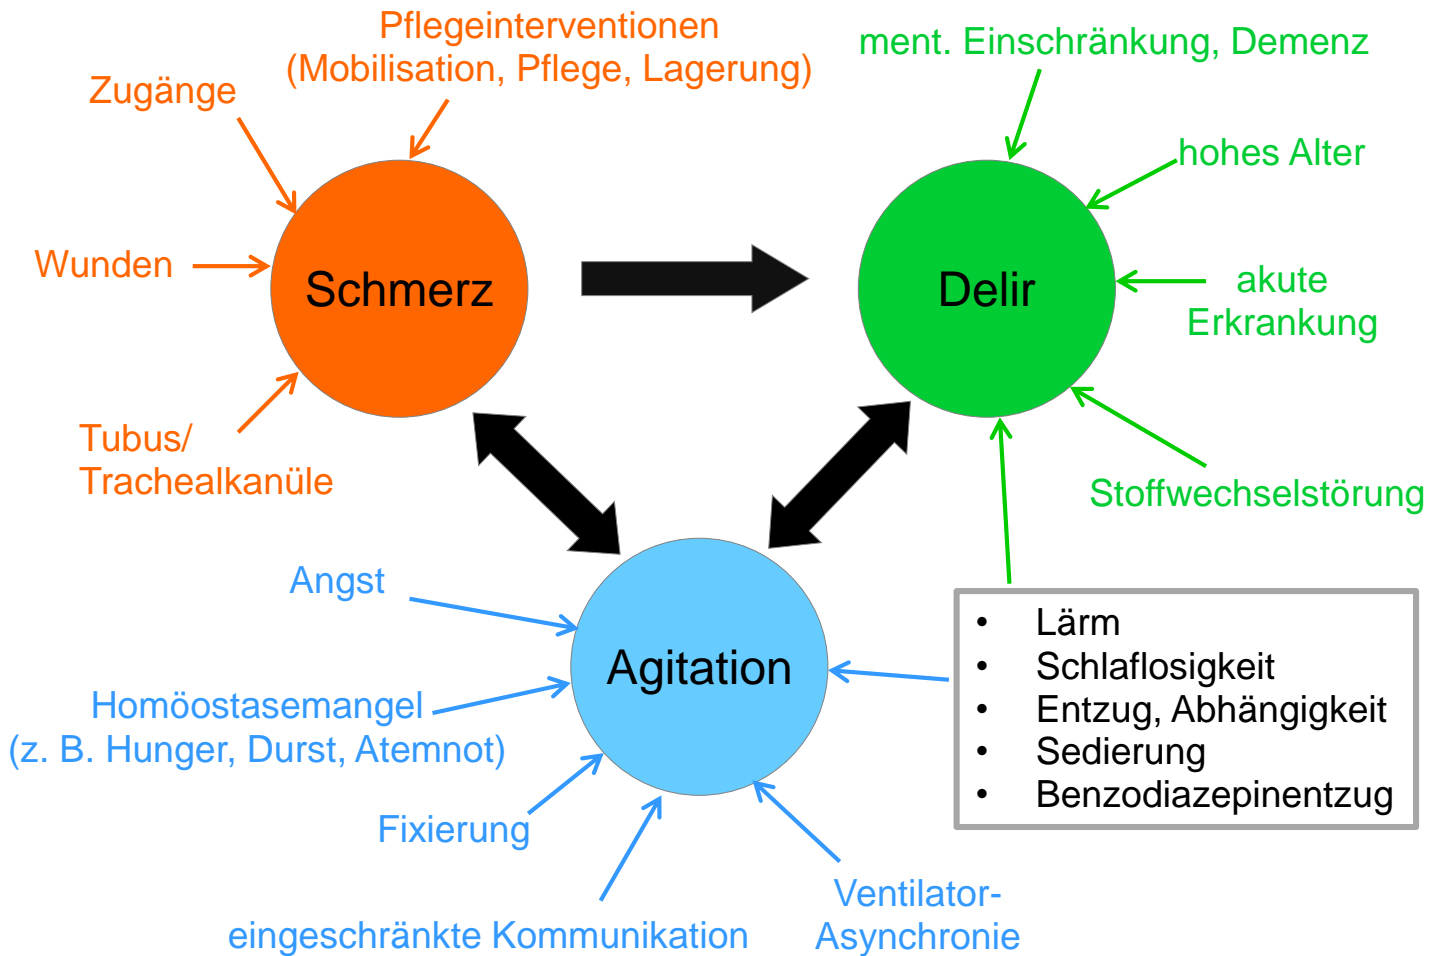 Pflegeinterventionen
(Mobilisation, Pflege, Lagerung)
Zugänge
Wunden
Schmerz
Tubus/
Trachealkanüle
ment. Einschränkung, Demenz
hohes Alter
Delir
akute
Erkrankung
Stoffwechselstörung
Angst
Agitation
Homöostasemangel
(z. B. Hunger, Durst, Atemnot)
Fixierung
eingeschränkte Kommunikation
Ventilator-
Asynchronie
• Lärm
• Schlaflosigkeit
• Entzug, Abhängigkeit
• Sedierung
• Benzodiazepinentzug